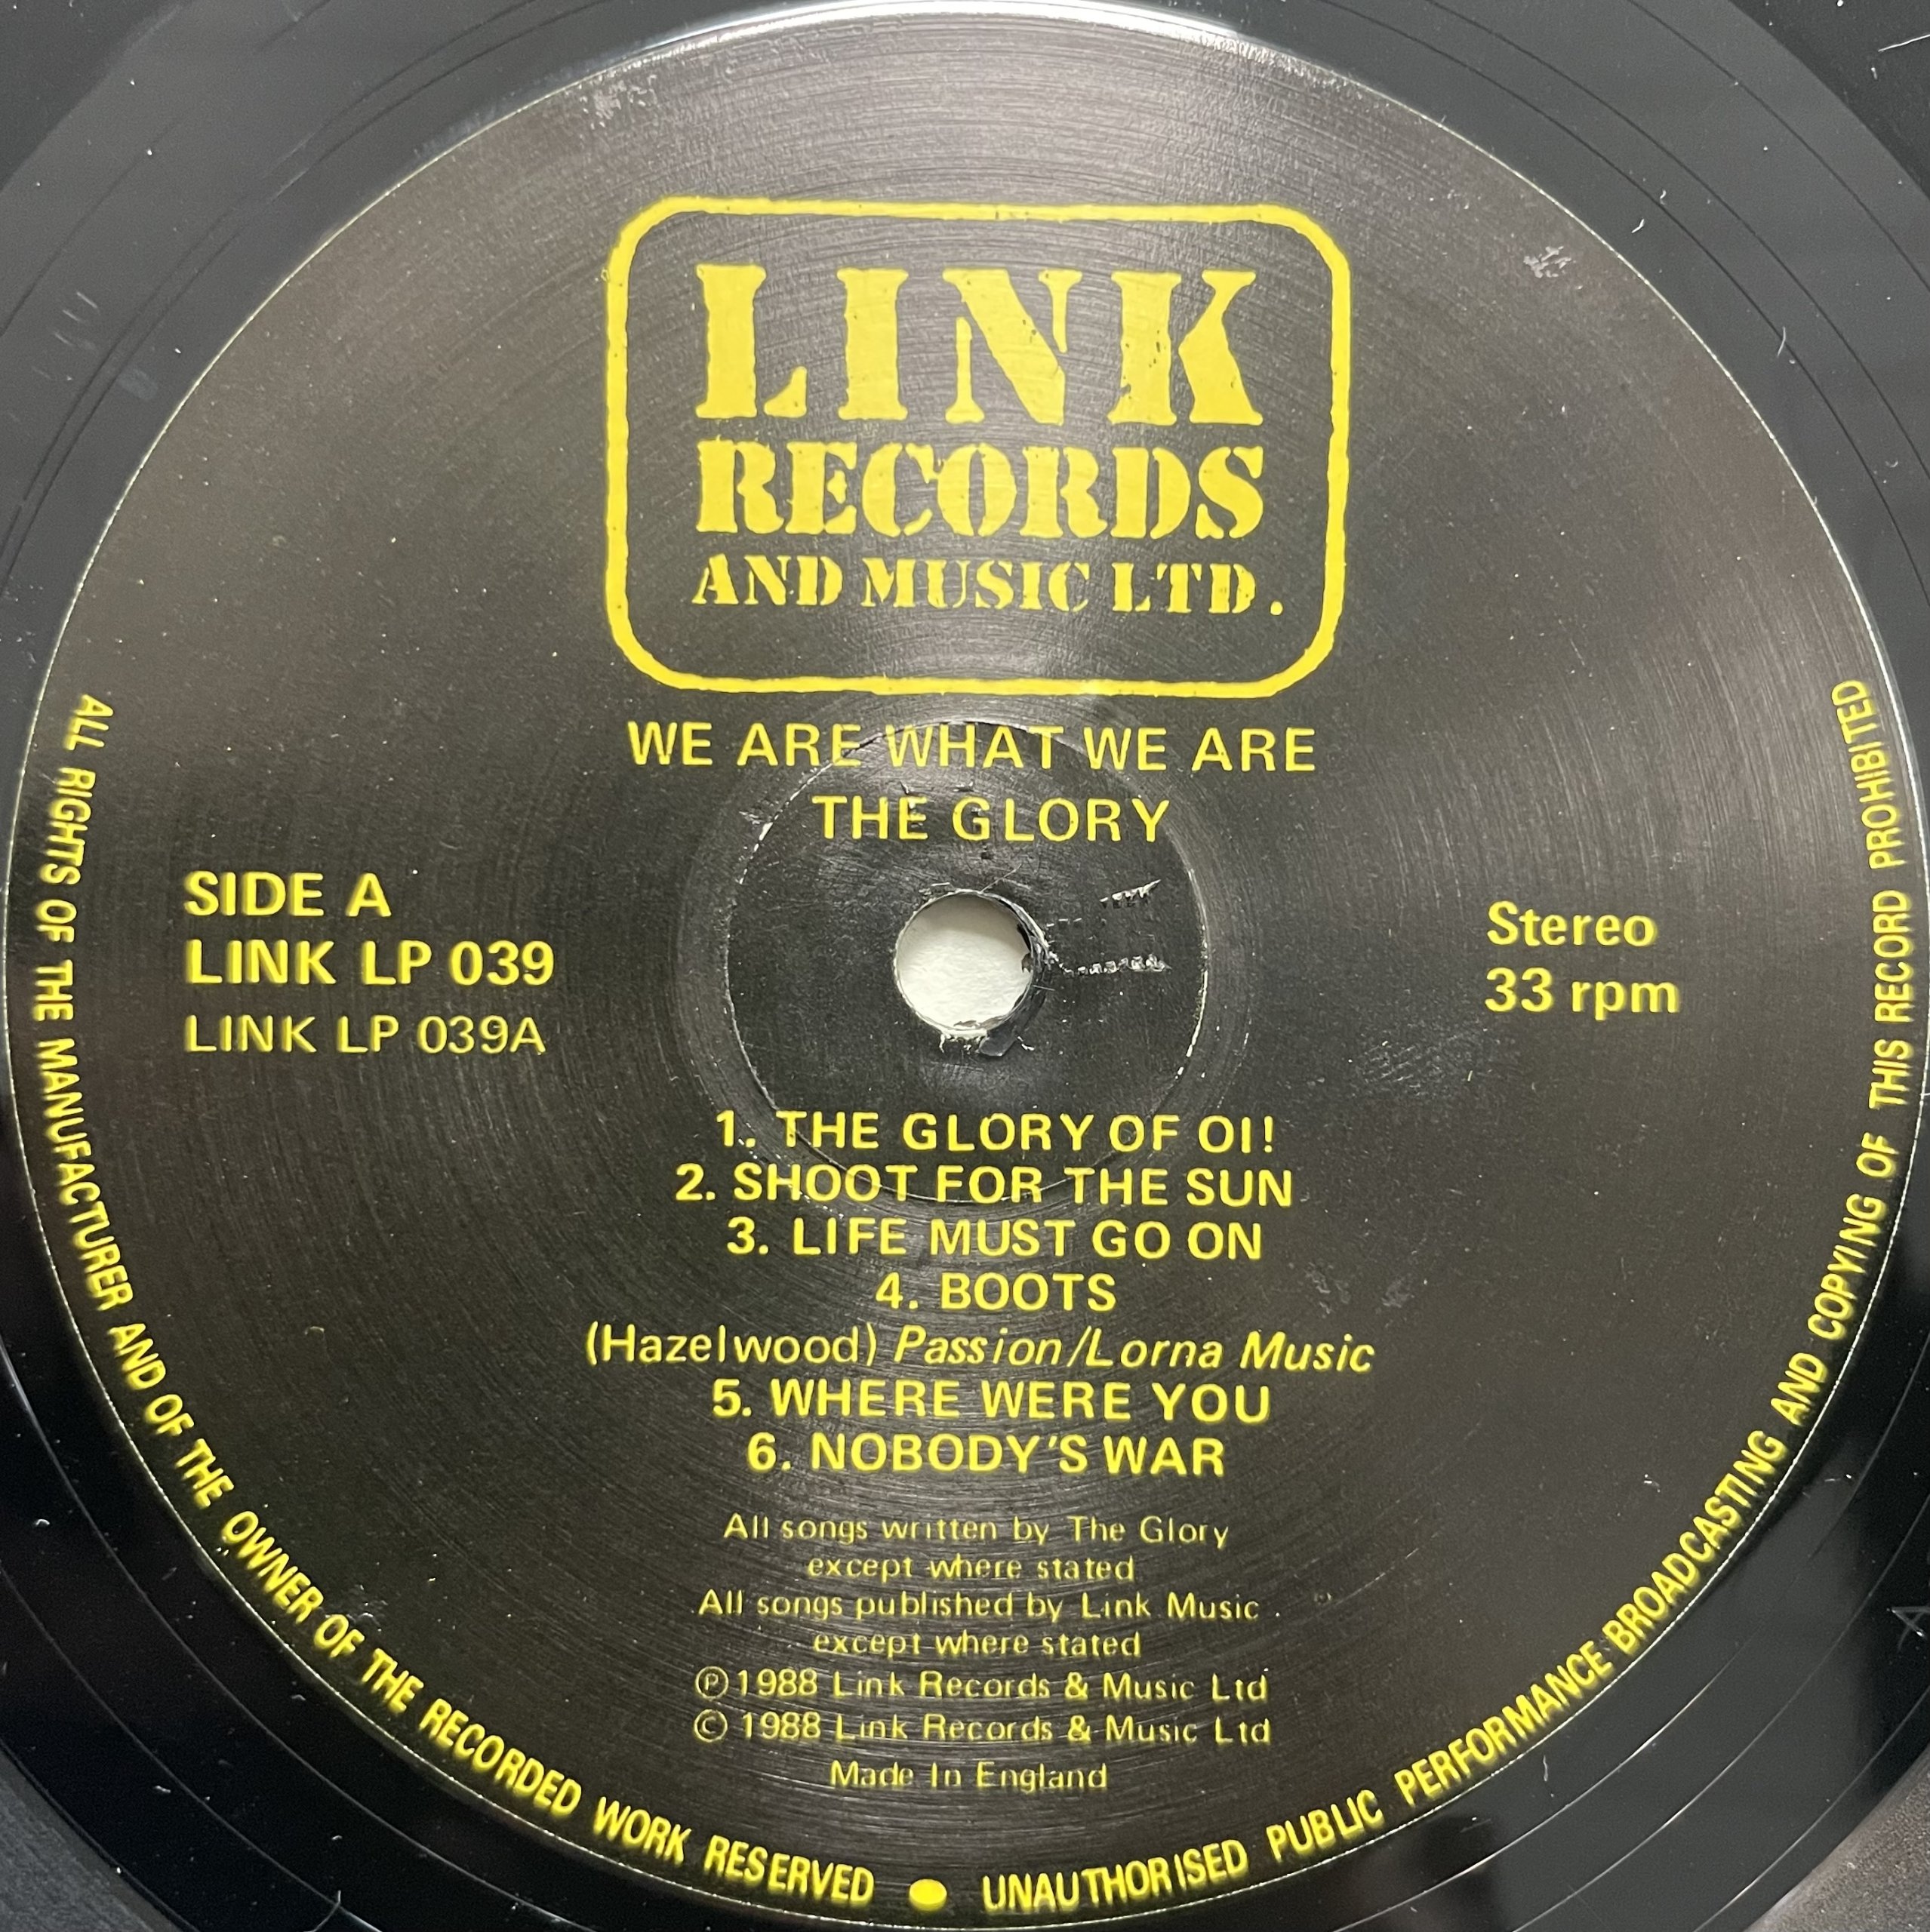 LINK
RECORDS
AND MUSIC LTD.
WE ARE WHAT WE ARE
THE GLORY
SIDE A
LINK LP 039
LINK LP 039A
Stereo
33 rpm
1. THE GLORY OF OI!
2. SHOOT FOR THE SUN
3. LIFE MUST GO ON
4. BOOTS
(Hazelwood) Passion/Lorna Music
5. WHERE WERE YOU
6. NOBODY'S WAR
All songs written by The Glory
except where stated
All songs published by Link Music
except where stated
℗ 1988 Link Records & Music Ltd
© 1988 Link Records & Music Ltd
Made In England
ALL RIGHTS OF THE MANUFACTURER AND OF THE OWNER OF THE RECORDED WORK RESERVED ● UNAUTHORISED PUBLIC PERFORMANCE BROADCASTING AND COPYING OF THIS RECORD PROHIBITED